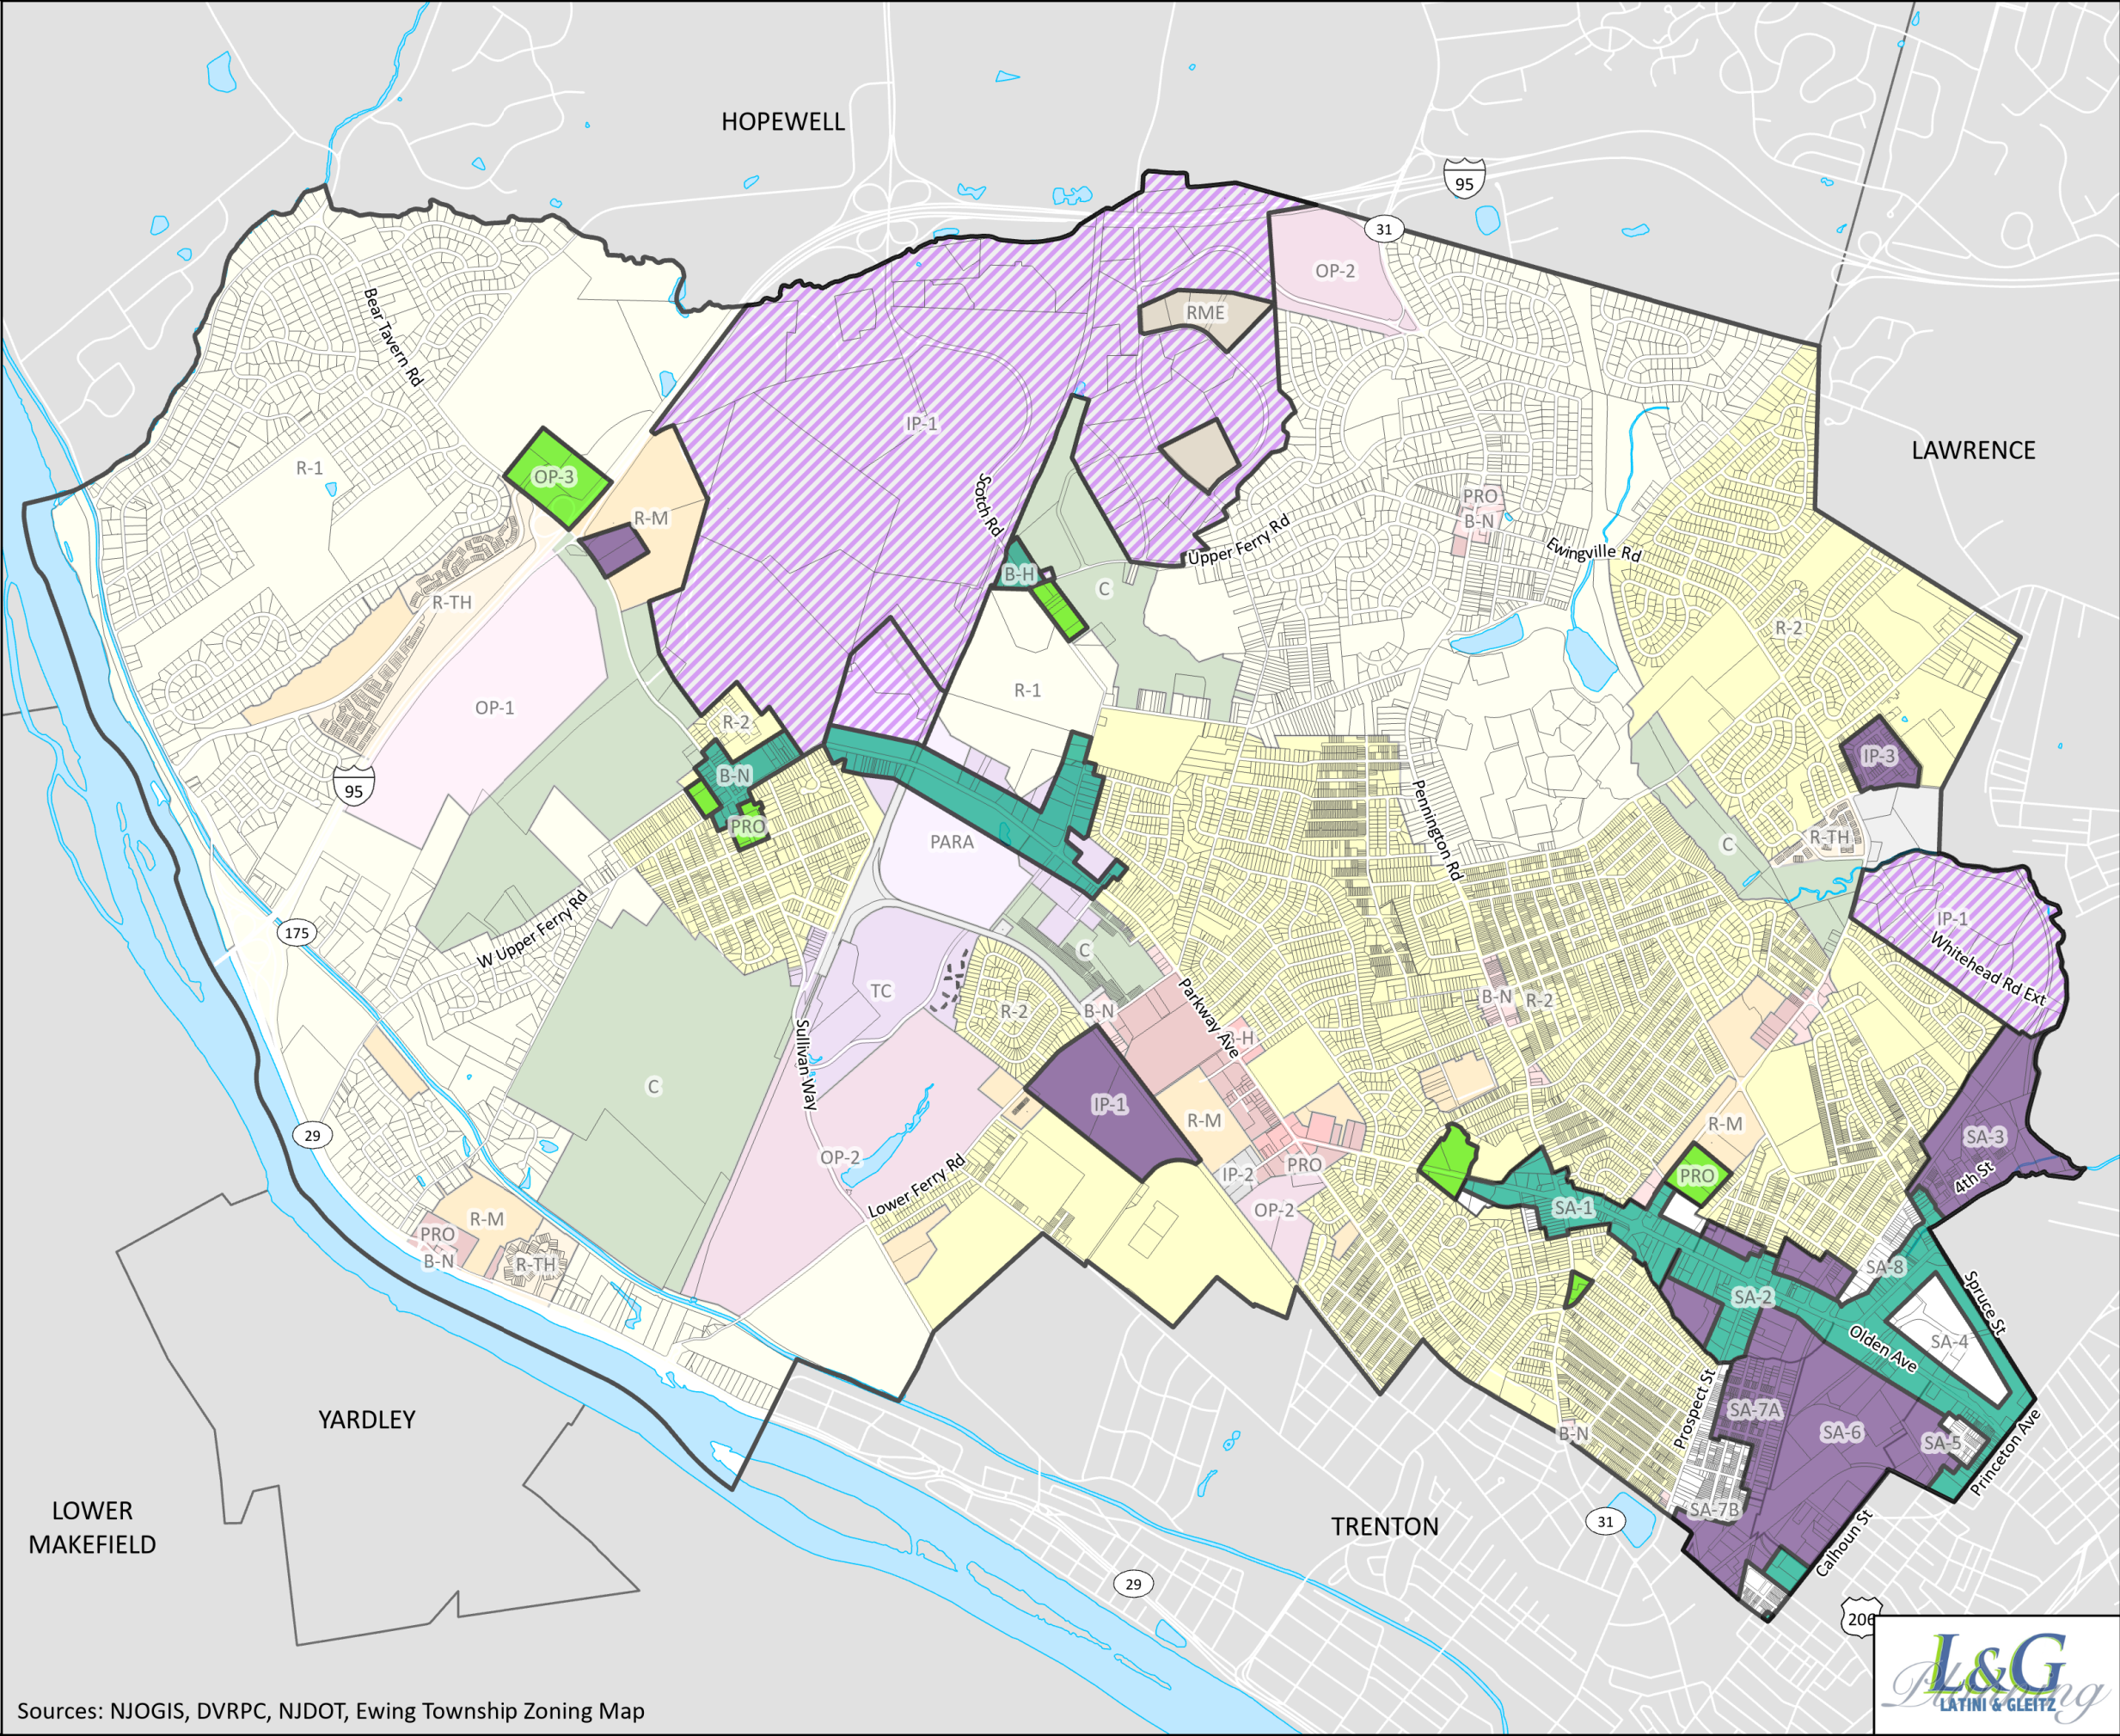 HOPEWELL
95
31
OP-2
Bear Tavern Rd
RME
IP-1
LAWRENCE
R-1
OP-3
Scotch Rd
PRO
R-M
B-N
Upper Ferry Rd
Ewingville Rd
B-H
C
R-TH
R-2
R-1
OP-1
R-2
IP-3
B-N
95
Pennington Rd
PRO
PARA
R-TH
C
IP-1
175
W Upper Ferry Rd
C
Whitehead Rd Ext
TC
B-N
R-2
R-2
B-N
Parkway Ave
B-H
Sullivan Way
C
IP-1
R-M
R-M
29
SA-3
OP-2
PRO
IP-2
PRO
4th St
Lower Ferry Rd
OP-2
SA-1
R-M
PRO
B-N
R-TH
SA-8
SA-2
Spruce St
SA-4
Olden Ave
Prospect St
SA-7A
YARDLEY
B-N
SA-6
SA-5
Princeton Ave
LOWER
MAKEFIELD
TRENTON
31
SA-7B
Calhoun St
29
206
L&G
Planning
LATINI & GLEITZ
Sources: NJOGIS, DVRPC, NJDOT, Ewing Township Zoning Map